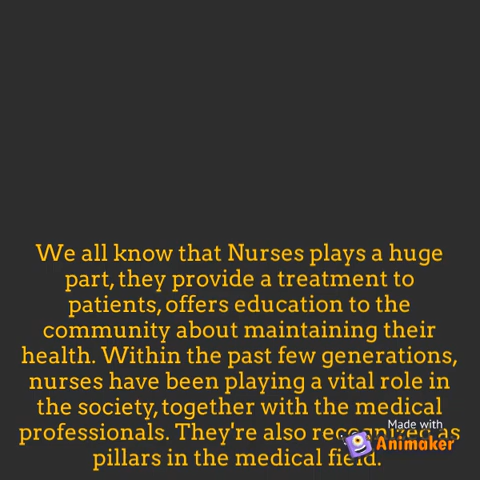 We all know that Nurses plays a huge
part, they provide a treatment to
patients, offers education to the
community about maintaining their
health. Within the past few generations,
nurses have been playing a vital role in
the society, together with the medical
professionals. They're also recognized as
pillars in the medical field.
Made with
Animaker